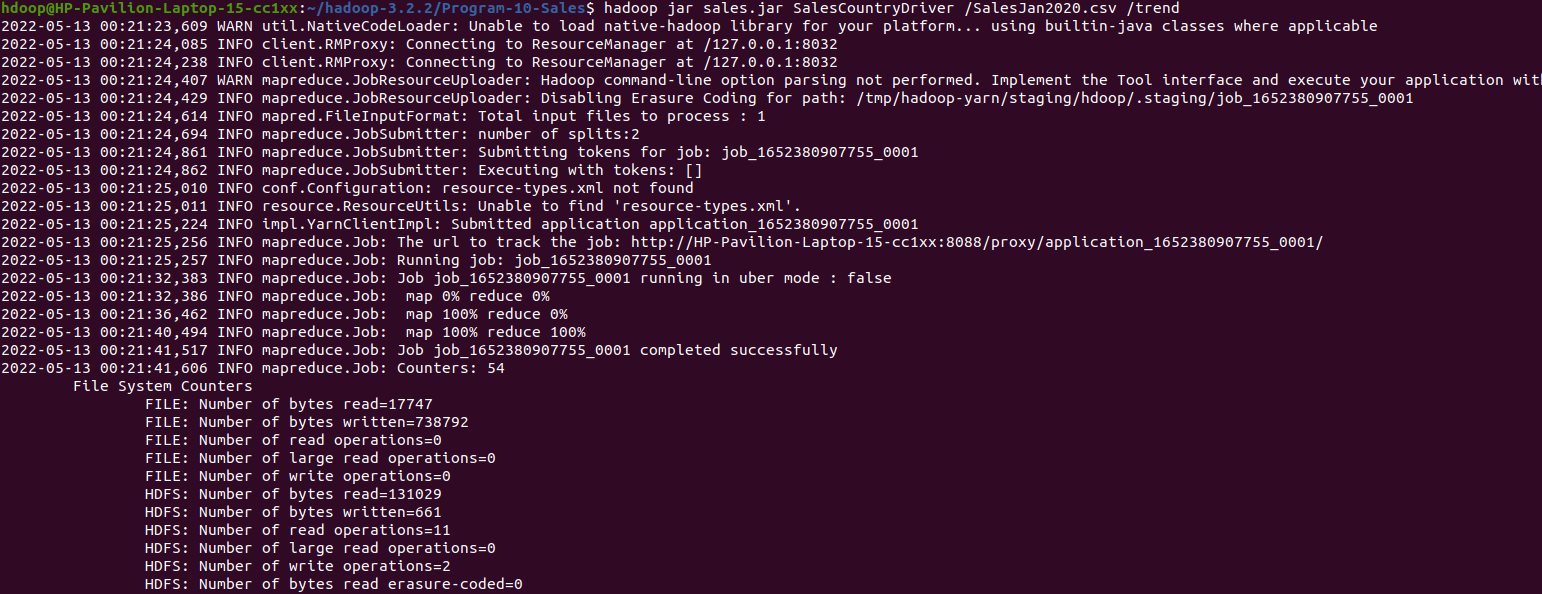 hdoop@HP-Pavilion-Laptop-15-cc1xx:~/hadoop-3.2.2/Program-10-Sales$ hadoop jar sales.jar SalesCountryDriver /SalesJan2020.csv /trend
2022-05-13 00:21:23,609 WARN util.NativeCodeLoader: Unable to load native-hadoop library for your platform... using builtin-java classes where applicable
2022-05-13 00:21:24,085 INFO client.RMProxy: Connecting to ResourceManager at /127.0.0.1:8032
2022-05-13 00:21:24,238 INFO client.RMProxy: Connecting to ResourceManager at /127.0.0.1:8032
2022-05-13 00:21:24,407 WARN mapreduce.JobResourceUploader: Hadoop command-line option parsing not performed. Implement the Tool interface and execute your application wit
2022-05-13 00:21:24,429 INFO mapreduce.JobResourceUploader: Disabling Erasure Coding for path: /tmp/hadoop-yarn/staging/hdoop/.staging/job_1652380907755_0001
2022-05-13 00:21:24,614 INFO mapred.FileInputFormat: Total input files to process : 1
2022-05-13 00:21:24,694 INFO mapreduce.JobSubmitter: number of splits:2
2022-05-13 00:21:24,861 INFO mapreduce.JobSubmitter: Submitting tokens for job: job_1652380907755_0001
2022-05-13 00:21:24,862 INFO mapreduce.JobSubmitter: Executing with tokens: []
2022-05-13 00:21:25,010 INFO conf.Configuration: resource-types.xml not found
2022-05-13 00:21:25,011 INFO resource.ResourceUtils: Unable to find 'resource-types.xml'.
2022-05-13 00:21:25,224 INFO impl.YarnClientImpl: Submitted application application_1652380907755_0001
2022-05-13 00:21:25,256 INFO mapreduce.Job: The url to track the job: http://HP-Pavilion-Laptop-15-cc1xx:8088/proxy/application_1652380907755_0001/
2022-05-13 00:21:25,257 INFO mapreduce.Job: Running job: job_1652380907755_0001
2022-05-13 00:21:32,383 INFO mapreduce.Job: Job job_1652380907755_0001 running in uber mode : false
2022-05-13 00:21:32,386 INFO mapreduce.Job:  map 0% reduce 0%
2022-05-13 00:21:36,462 INFO mapreduce.Job:  map 100% reduce 0%
2022-05-13 00:21:40,494 INFO mapreduce.Job:  map 100% reduce 100%
2022-05-13 00:21:41,517 INFO mapreduce.Job: Job job_1652380907755_0001 completed successfully
2022-05-13 00:21:41,606 INFO mapreduce.Job: Counters: 54
File System Counters
FILE: Number of bytes read=17747
FILE: Number of bytes written=738792
FILE: Number of read operations=0
FILE: Number of large read operations=0
FILE: Number of write operations=0
HDFS: Number of bytes read=131029
HDFS: Number of bytes written=661
HDFS: Number of read operations=11
HDFS: Number of large read operations=0
HDFS: Number of write operations=2
HDFS: Number of bytes read erasure-coded=0